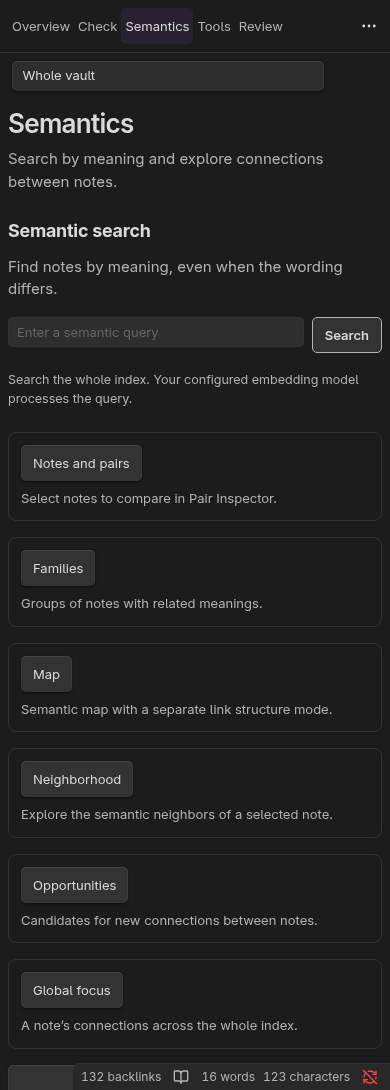 Overview Check Semantics Tools Review
Whole vault
Semantics
Search by meaning and explore connections
between notes.
Semantic search
Find notes by meaning, even when the wording
differs.
Enter a semantic query Search
Search the whole index. Your configured embedding model
processes the query.
Notes and pairs
Select notes to compare in Pair Inspector.
Families
Groups of notes with related meanings.
Map
Semantic map with a separate link structure mode.
Neighborhood
Explore the semantic neighbors of a selected note.
Opportunities
Candidates for new connections between notes.
Global focus
A note’s connections across the whole index.
132 backlinks 16 words 123 characters